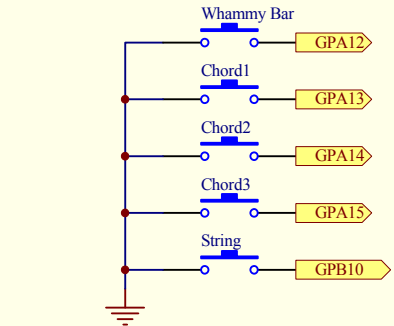 Whammy Bar
GPA12
Chord1
GPA13
Chord2
GPA14
Chord3
GPA15
String
GPB10